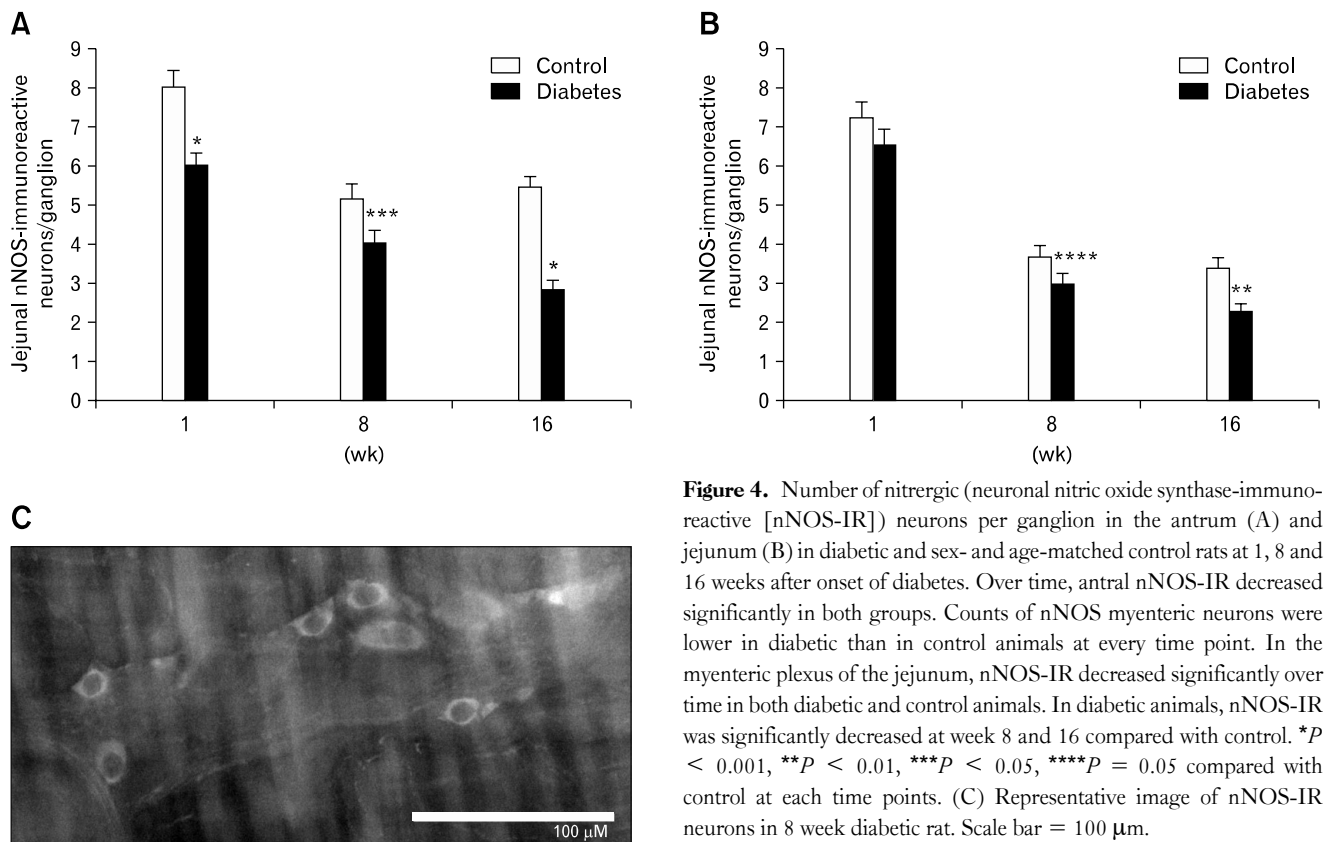 A
Jejunal nNOS-immunoreactive
neurons/ganglion
9
8
7
6
5
4
3
2
1
0
Control
Diabetes
*
***
*
1
8
16
(wk)
B
Jejunal nNOS-immunoreactive
neurons/ganglion
9
8
7
6
5
4
3
2
1
0
Control
Diabetes
****
**
1
8
16
(wk)
C
100 μM
Figure 4. Number of nitrergic (neuronal nitric oxide synthase-immuno-
reactive [nNOS-IR]) neurons per ganglion in the antrum (A) and
jejunum (B) in diabetic and sex- and age-matched control rats at 1, 8 and
16 weeks after onset of diabetes. Over time, antral nNOS-IR decreased
significantly in both groups. Counts of nNOS myenteric neurons were
lower in diabetic than in control animals at every time point. In the
myenteric plexus of the jejunum, nNOS-IR decreased significantly over
time in both diabetic and control animals. In diabetic animals, nNOS-IR
was significantly decreased at week 8 and 16 compared with control. *P
< 0.001, **P < 0.01, ***P < 0.05, ****P = 0.05 compared with
control at each time points. (C) Representative image of nNOS-IR
neurons in 8 week diabetic rat. Scale bar = 100 μm.